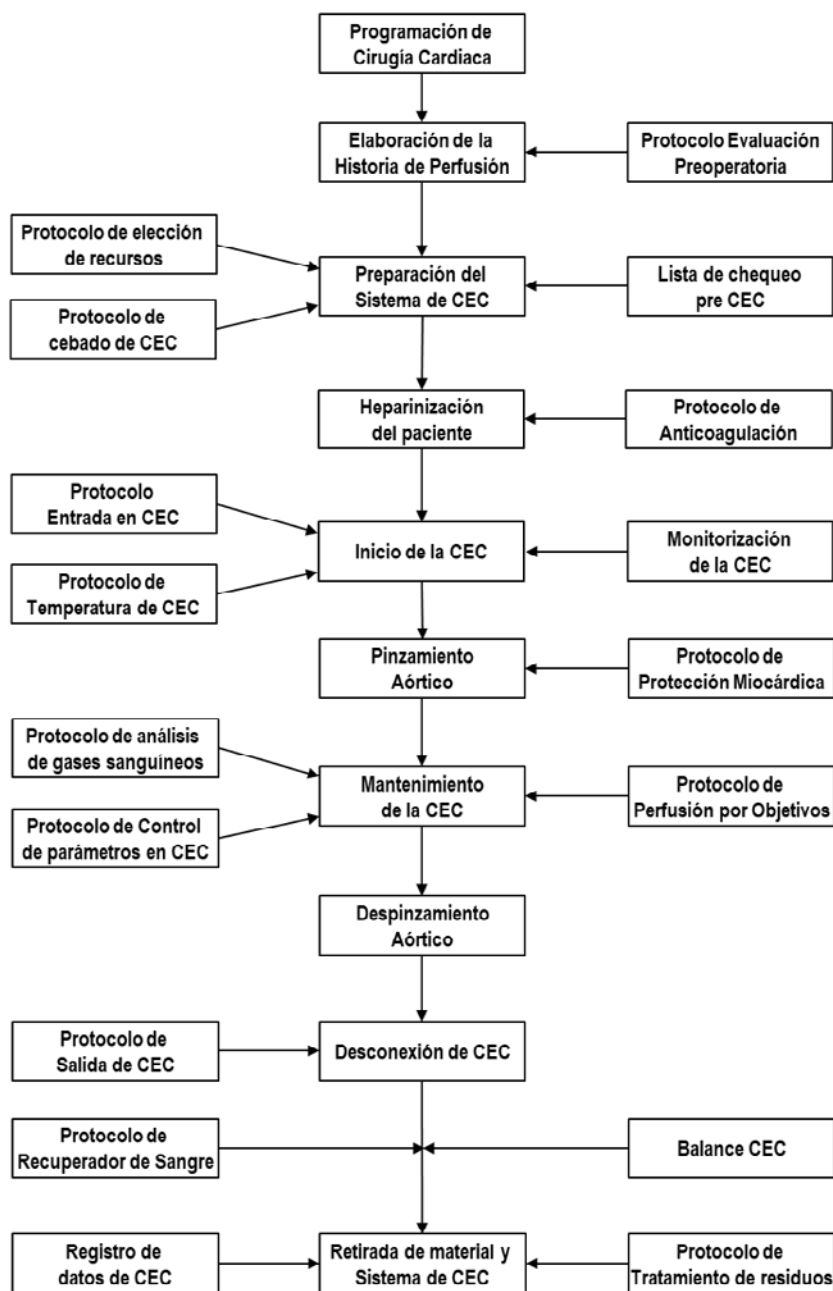 Programación de
Cirugía Cardiaca
Elaboración de la
Historia de Perfusión
Protocolo Evaluación
Preoperatoria
Protocolo de elección
de recursos
Preparación del
Sistema de CEC
Lista de chequeo
pre CEC
Protocolo de
cebado de CEC
Heparinización
del paciente
Protocolo de
Anticoagulación
Protocolo
Entrada en CEC
Inicio de la CEC
Monitorización
de la CEC
Protocolo de
Temperatura de CEC
Pinzamiento
Aórtico
Protocolo de
Protección Miocárdica
Protocolo de análisis
de gases sanguíneos
Mantenimiento
de la CEC
Protocolo de
Perfusión por Objetivos
Protocolo de Control
de parámetros en CEC
Despinzamiento
Aórtico
Protocolo de
Salida de CEC
Desconexión de CEC
Protocolo de
Recuperador de Sangre
Balance CEC
Registro de
datos de CEC
Retirada de material y
Sistema de CEC
Protocolo de
Tratamiento de residuos